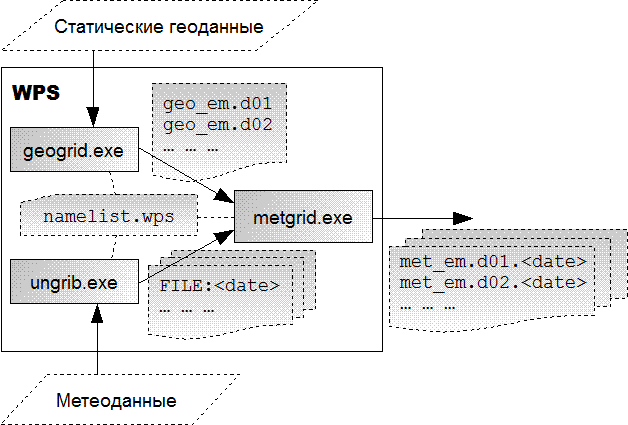 Статические геоданные
WPS
geo_em.d01
geo_em.d02
… … …
geogrid.exe
namelist.wps
metgrid.exe
ungrib.exe
FILE:<date>
… … …
met_em.d01.<date>
met_em.d02.<date>
… … …
Метеоданные